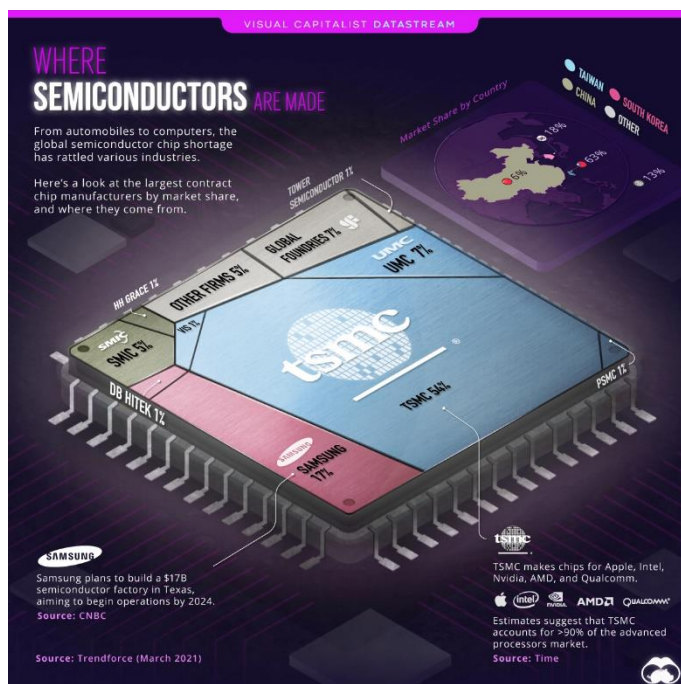 VISUAL CAPITALIST DATASTREAM
WHERE
SEMICONDUCTORS ARE MADE
From automobiles to computers, the
global semiconductor chip shortage
has rattled various industries.
Here's a look at the largest contract
chip manufacturers by market share,
and where they come from.
Market Share by Country
TAIWAN
SOUTH KOREA
CHINA
OTHER
18%
63%
6%
13%
TOWER
SEMICONDUCTOR 1%
GLOBAL
FOUNDRIES 7%
UMC
UMC 7%
OTHER FIRMS 5%
HH GRACE 1%
VIS 1%
SMIC
SMIC 5%
DB HITEK 1%
tsmc
®
TSMC 54%
PSMC 1%
SAMSUNG
SAMSUNG
17%
SAMSUNG
Samsung plans to build a $17B
semiconductor factory in Texas,
aiming to begin operations by 2024.
Source: CNBC
Source: Trendforce (March 2021)
tsmc
TSMC makes chips for Apple, Intel,
Nvidia, AMD, and Qualcomm.
intel NVIDIA AMD QUALCOMM
Estimates suggest that TSMC
accounts for >90% of the advanced
processors market.
Source: Time